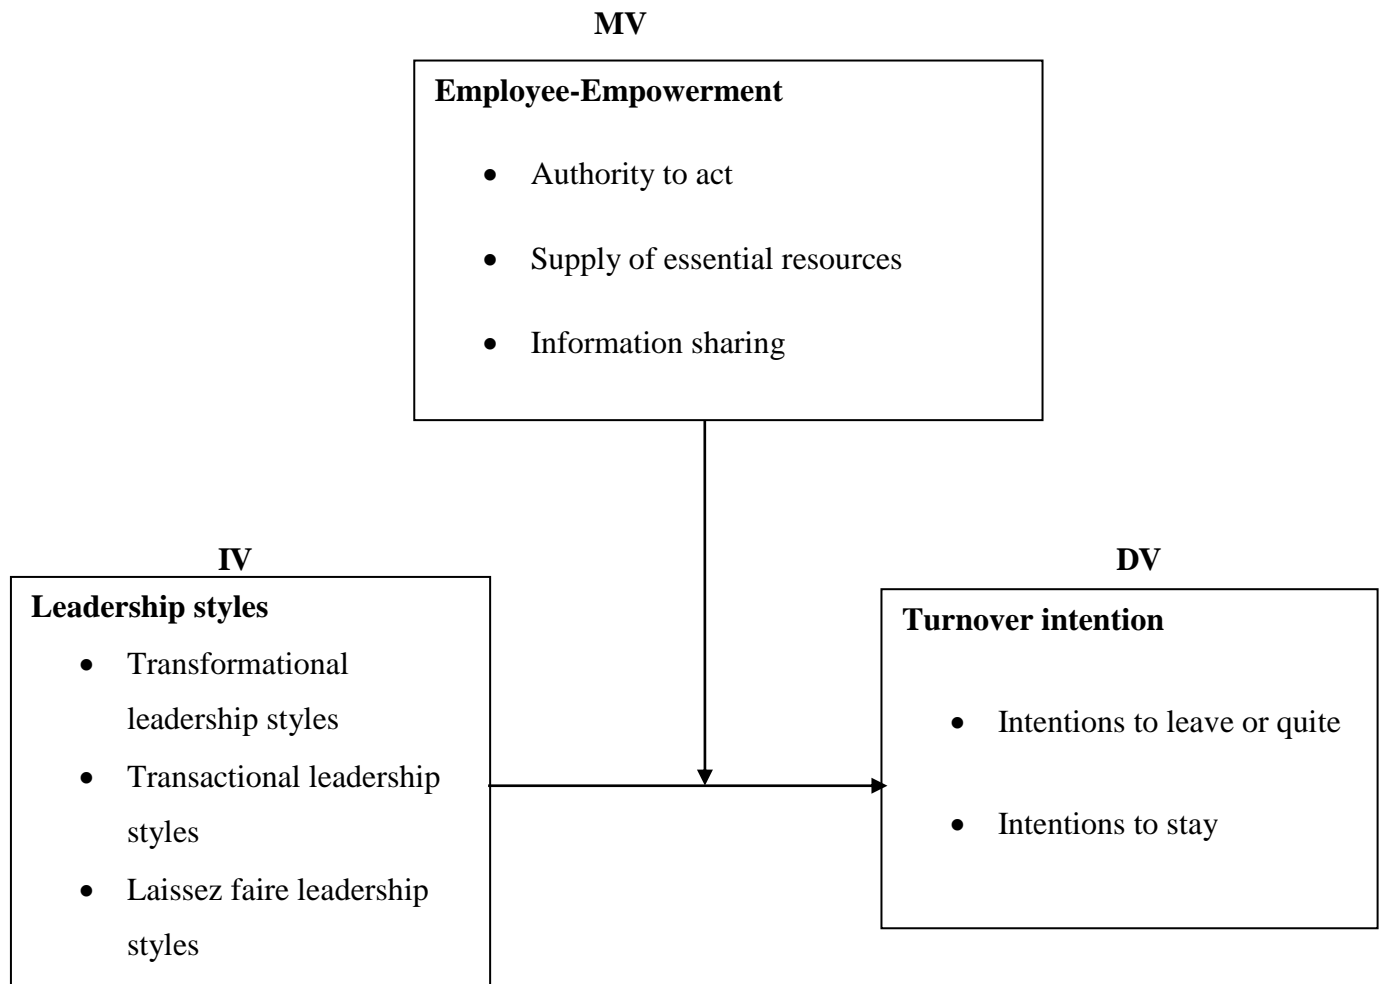 MV
Employee-Empowerment
• Authority to act
• Supply of essential resources
• Information sharing
IV
Leadership styles
• Transformational
leadership styles
• Transactional leadership
styles
• Laissez faire leadership
styles
DV
Turnover intention
• Intentions to leave or quite
• Intentions to stay